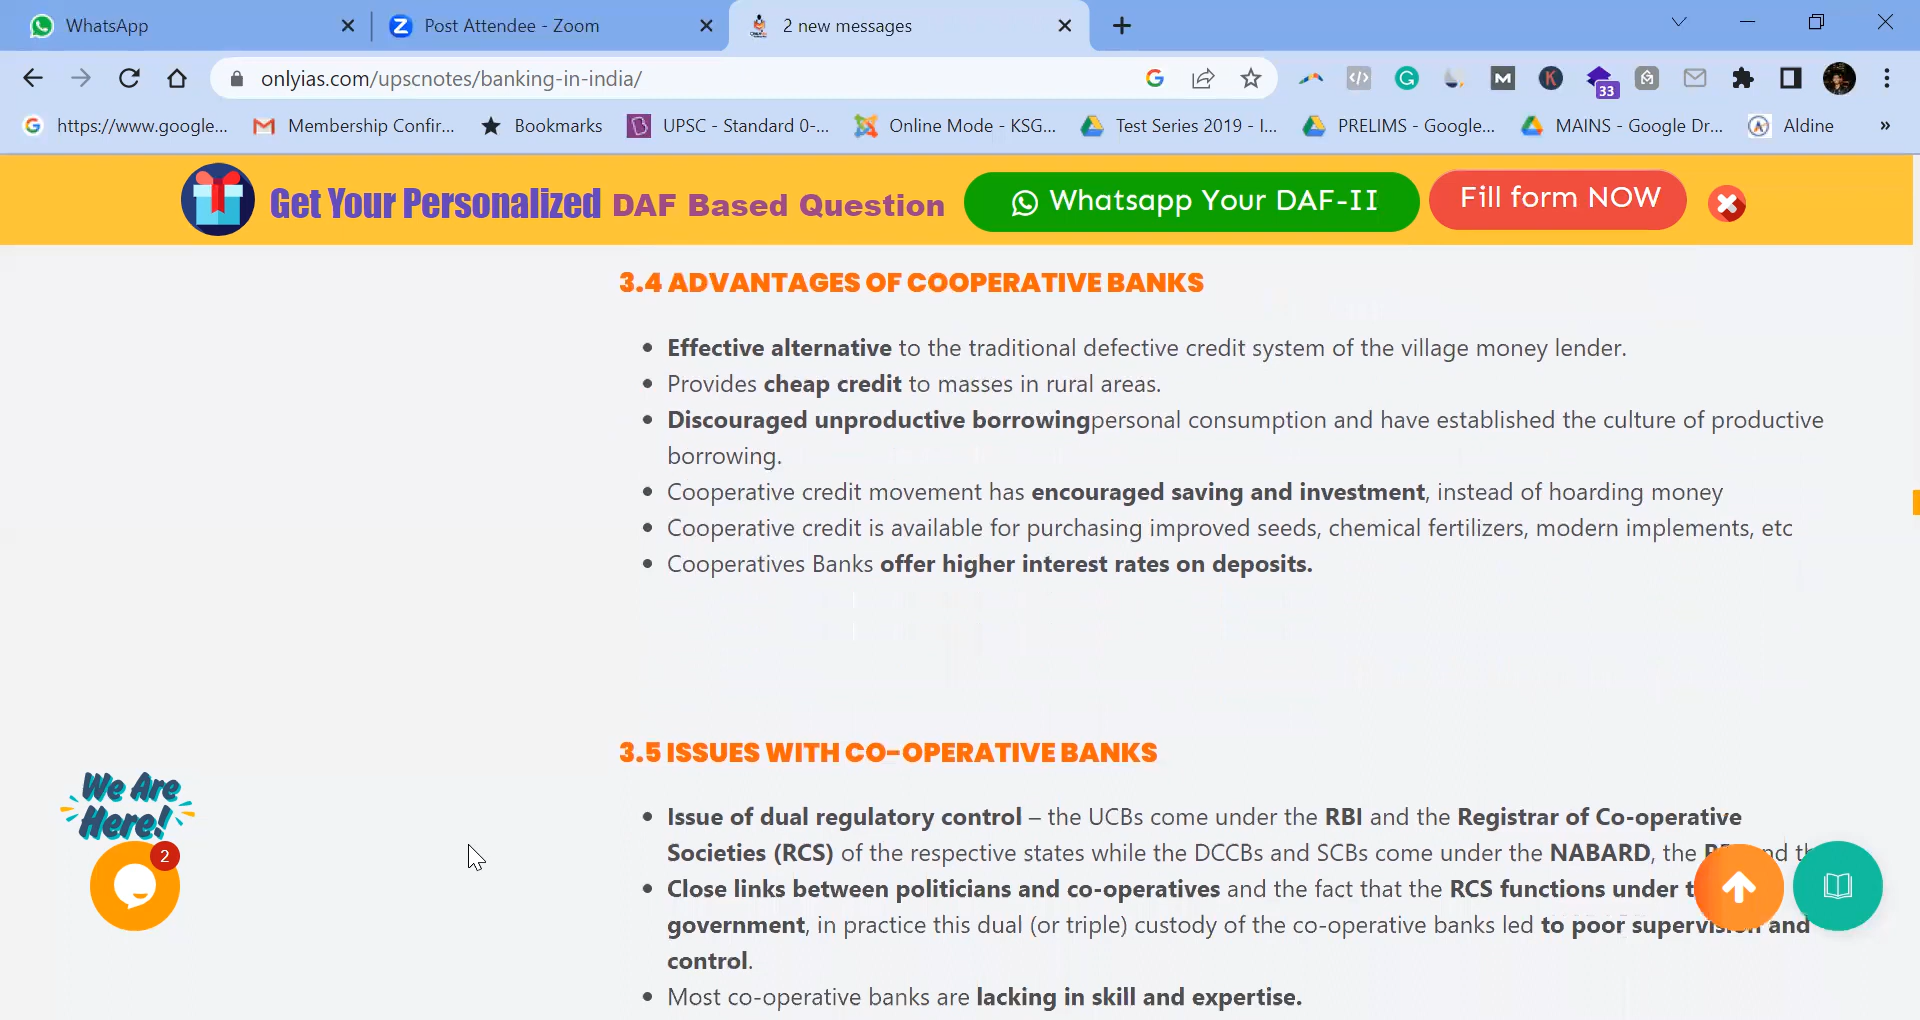 WhatsApp
Post Attendee - Zoom
2 new messages
onlyias.com/upscnotes/banking-in-india/
33
https://www.google...
Membership Confir...
Bookmarks
UPSC - Standard 0-...
Online Mode - KSG...
Test Series 2019 - I...
PRELIMS - Google...
MAINS - Google Dr...
Aldine
»
Get Your Personalized DAF Based Question
Whatsapp Your DAF-II
Fill form NOW
3.4 ADVANTAGES OF COOPERATIVE BANKS
• Effective alternative to the traditional defective credit system of the village money lender.
• Provides cheap credit to masses in rural areas.
• Discouraged unproductive borrowingpersonal consumption and have established the culture of productive
borrowing.
• Cooperative credit movement has encouraged saving and investment, instead of hoarding money
• Cooperative credit is available for purchasing improved seeds, chemical fertilizers, modern implements, etc
• Cooperatives Banks offer higher interest rates on deposits.
3.5 ISSUES WITH CO-OPERATIVE BANKS
• Issue of dual regulatory control – the UCBs come under the RBI and the Registrar of Co-operative
Societies (RCS) of the respective states while the DCCBs and SCBs come under the NABARD, the
• Close links between politicians and co-operatives and the fact that the RCS functions under
government, in practice this dual (or triple) custody of the co-operative banks led to poor supervision and
control.
• Most co-operative banks are lacking in skill and expertise.
We Are
Here!
2